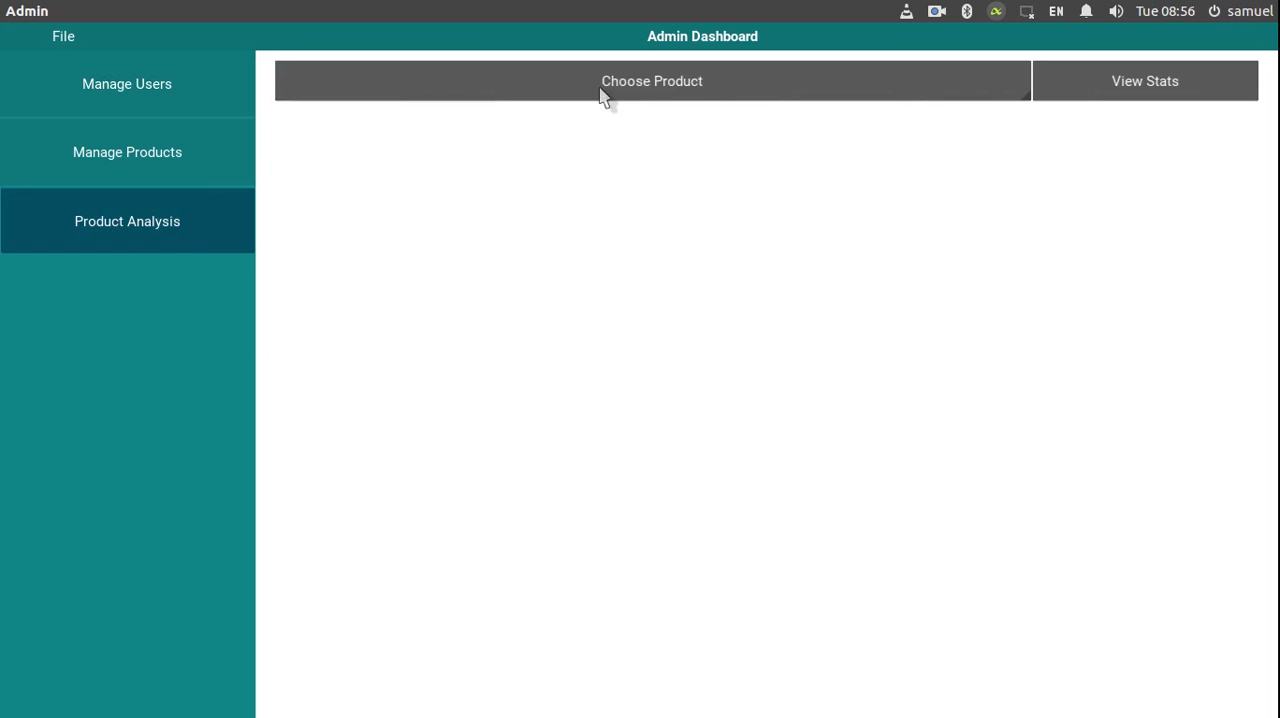 Admin
EN
Tue 08:56
samuel
File
Admin Dashboard
Manage Users
Choose Product
View Stats
Manage Products
Product Analysis